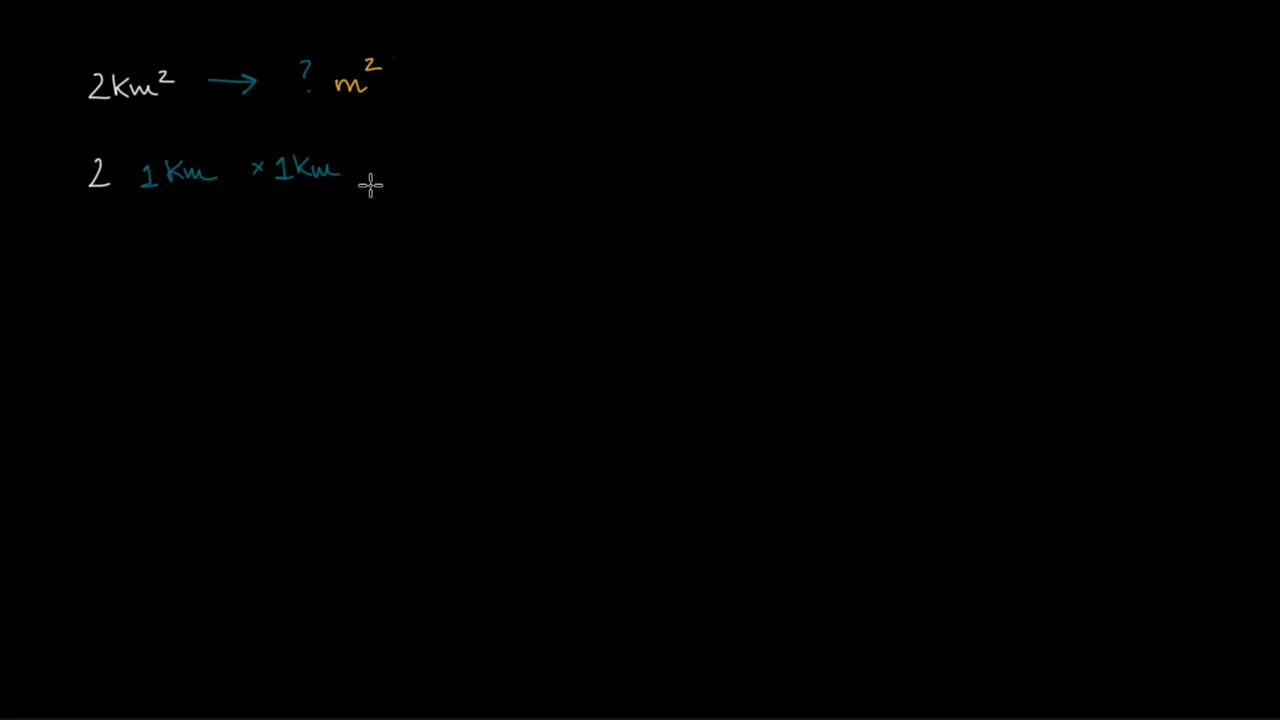 2km² → ? m²
2 1km × 1km